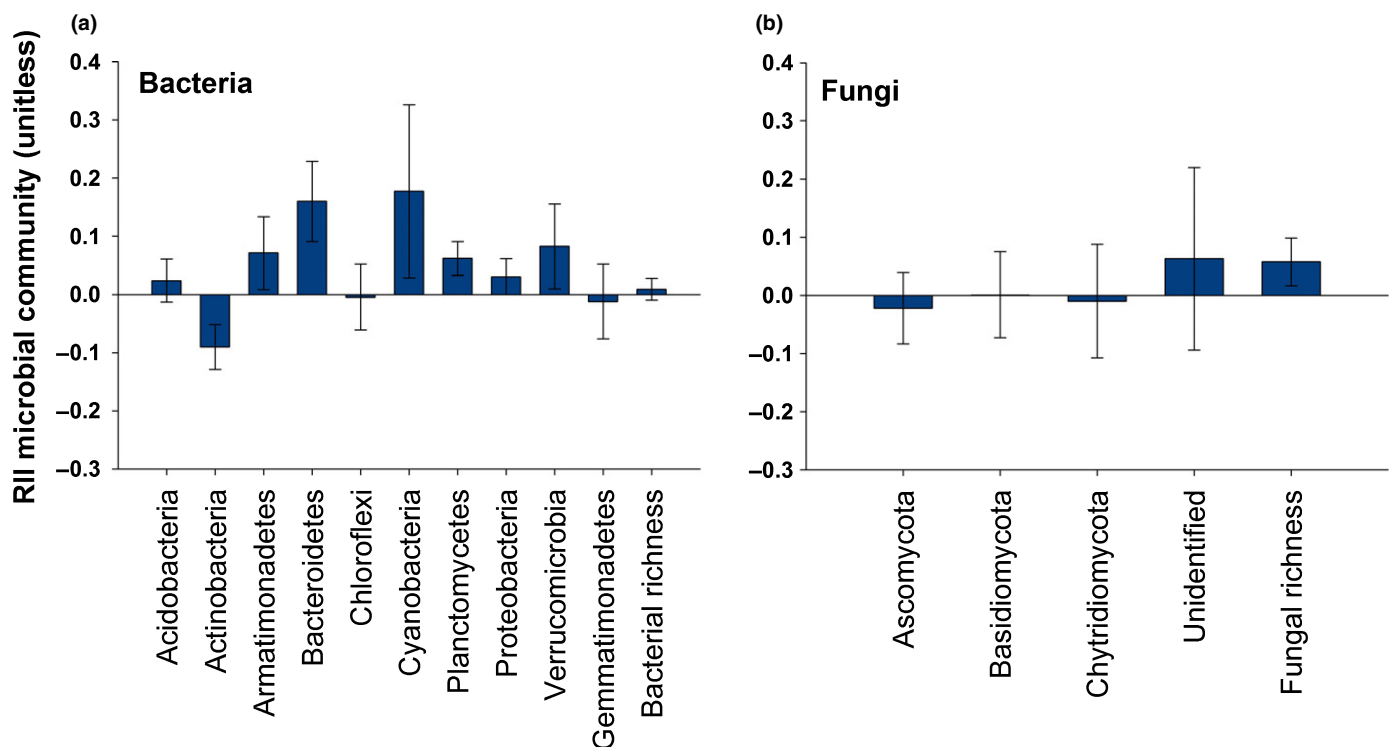 (a)
(b)
RII microbial community (unitless)
Bacteria
0.4
0.3
0.2
0.1
0.0
–0.1
–0.2
–0.3
Acidobacteria
Actinobacteria
Armatimonadetes
Bacteroidetes
Chloroflexi
Cyanobacteria
Planctomycetes
Proteobacteria
Verrucomicrobia
Gemmatimonadetes
Bacterial richness
Fungi
0.4
0.3
0.2
0.1
0.0
–0.1
–0.2
–0.3
Ascomycota
Basidiomycota
Chytridiomycota
Unidentified
Fungal richness